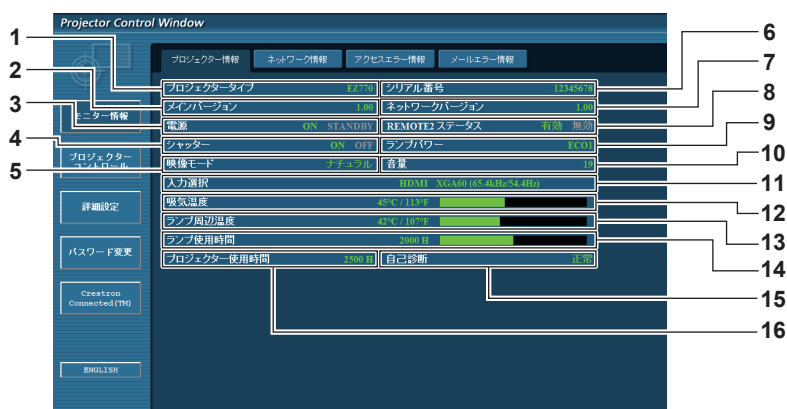 Projector Control Window
プロジェクター情報 ネットワーク情報 アクセスエラー情報 メールエラー情報
モニター情報
プロジェクター
コントロール
詳細設定
パスワード変更
Crestron
Connected(TM)
ENGLISH
プロジェクタータイプ EZ770 シリアル番号 12345678
メインバージョン 1.00 ネットワークバージョン 1.00
電源 ON STANDBY REMOTE2 ステータス 有効 無効
シャッター ON OFF ランプパワー ECO1
映像モード ナチュラル 音量 19
入力選択 HDMI XGA60 (65.4kHz/54.4Hz)
吸気温度 45°C / 113°F
ランプ周辺温度 42°C / 107°F
ランプ使用時間 2000 H
プロジェクター使用時間 2500 H 自己診断 正常
1
2
3
4
5
6
7
8
9
10
11
12
13
14
15
16